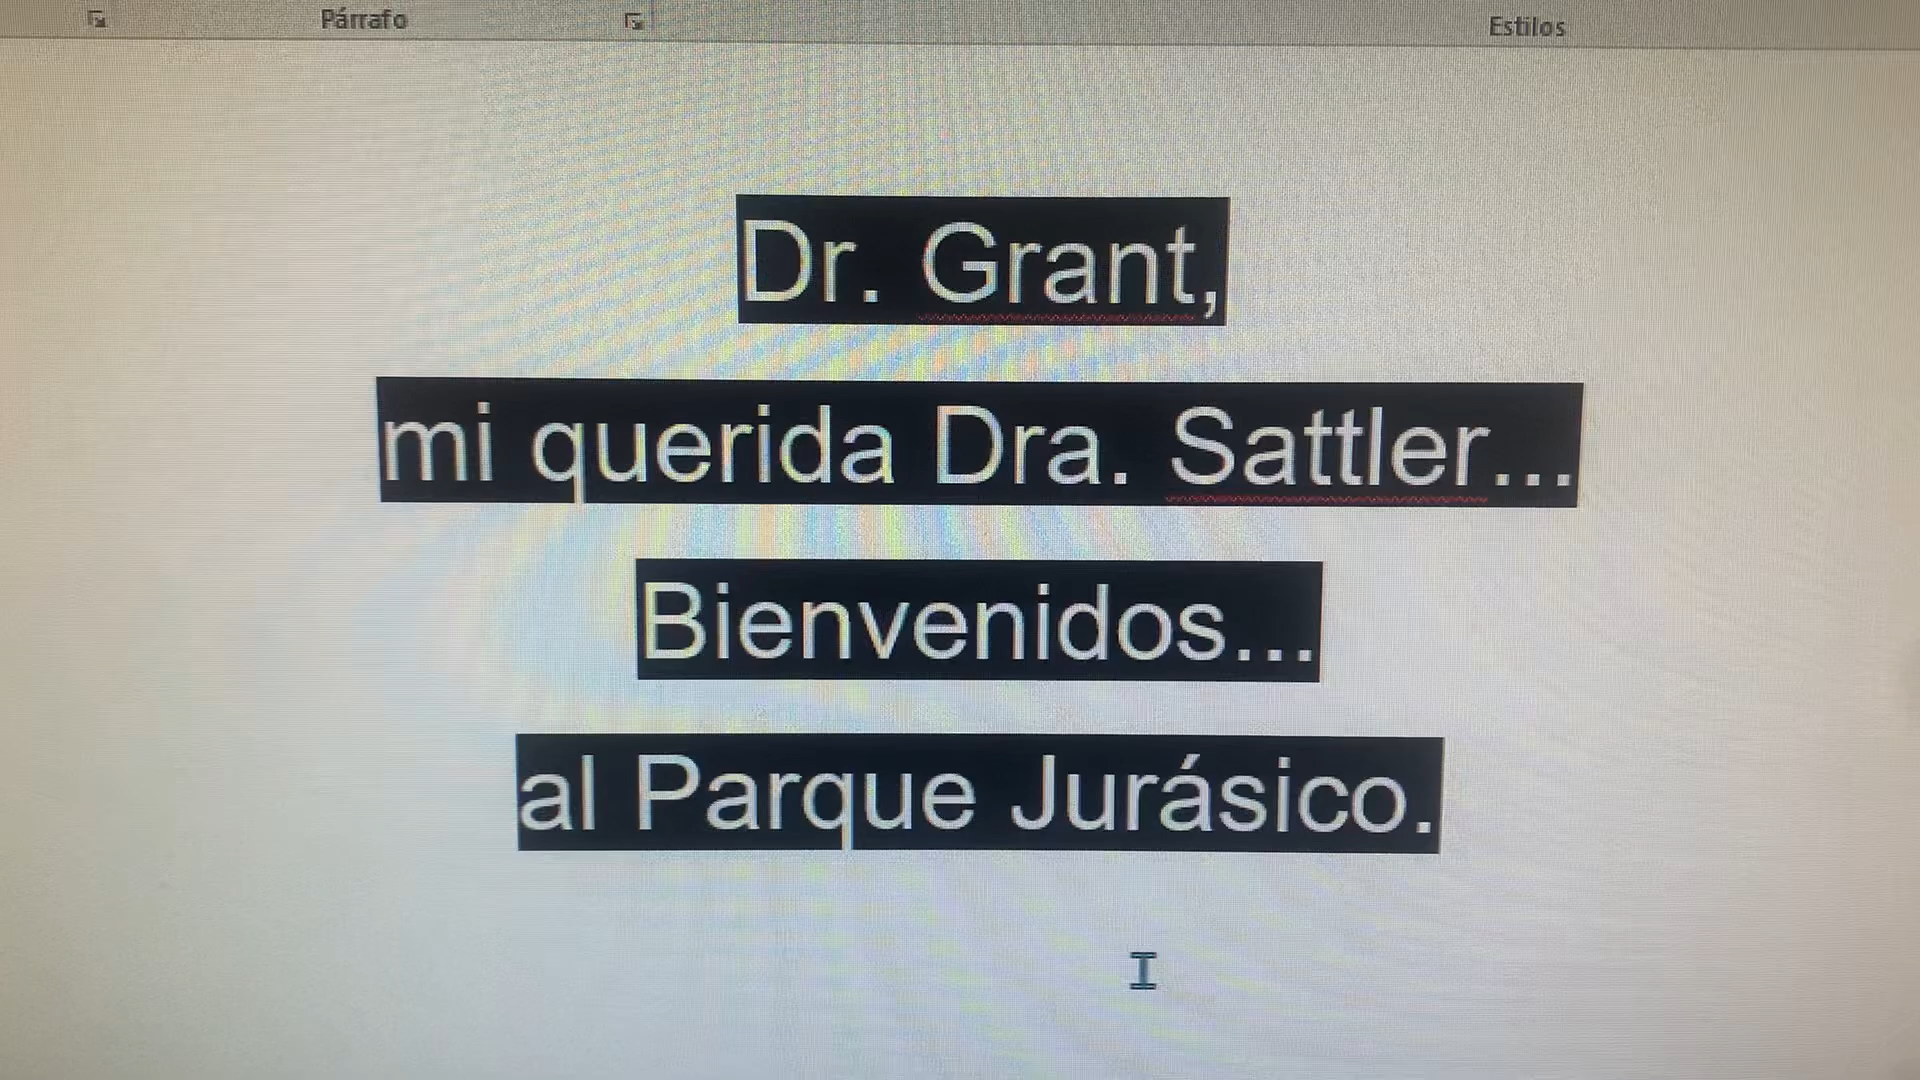 Párrafo
Estilos
Dr. Grant,
mi querida Dra. Sattler...
Bienvenidos...
al Parque Jurásico.